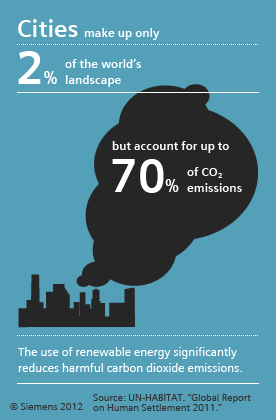 Cities make up only
2% of the world's
landscape
but account for up to
70% of CO₂
emissions
The use of renewable energy significantly
reduces harmful carbon dioxide emissions.
Source: UN-HABITAT. "Global Report
© Siemens 2012 on Human Settlement 2011."